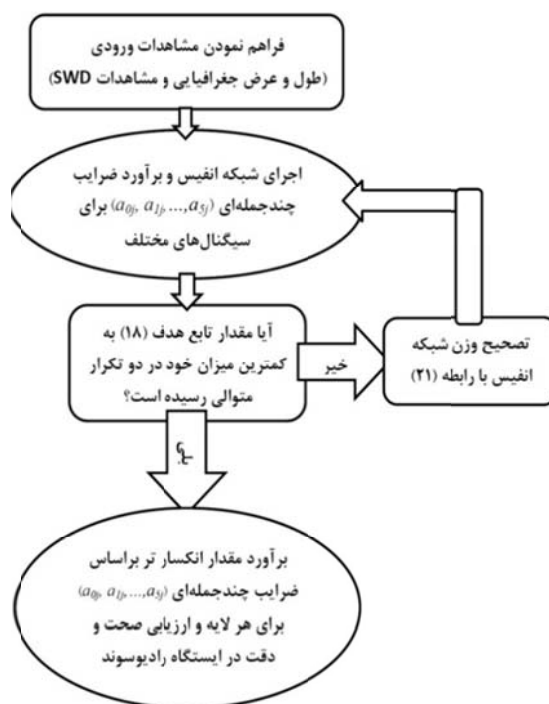 فراهم نمودن مشاهدات ورودی
(طول و عرض جغرافیایی و مشاهدات SWD)
اجرای شبکه انفیس و برآورد ضرایب
چندجمله‌ای (a0j, a1j, ...,a5j) برای
سیگنال‌های مختلف
آیا مقدار تابع هدف (۱۸) به
کمترین میزان خود در دو تکرار
متوالی رسیده است؟
خیر
تصحیح وزن شبکه
انفیس با رابطه (۲۱)
بلی
برآورد مقدار انکسار تر براساس
ضرایب چندجمله‌ای (a0j, a1j,...,a5j)
برای هر لایه و ارزیابی صحت و
دقت در ایستگاه رادیوسوند